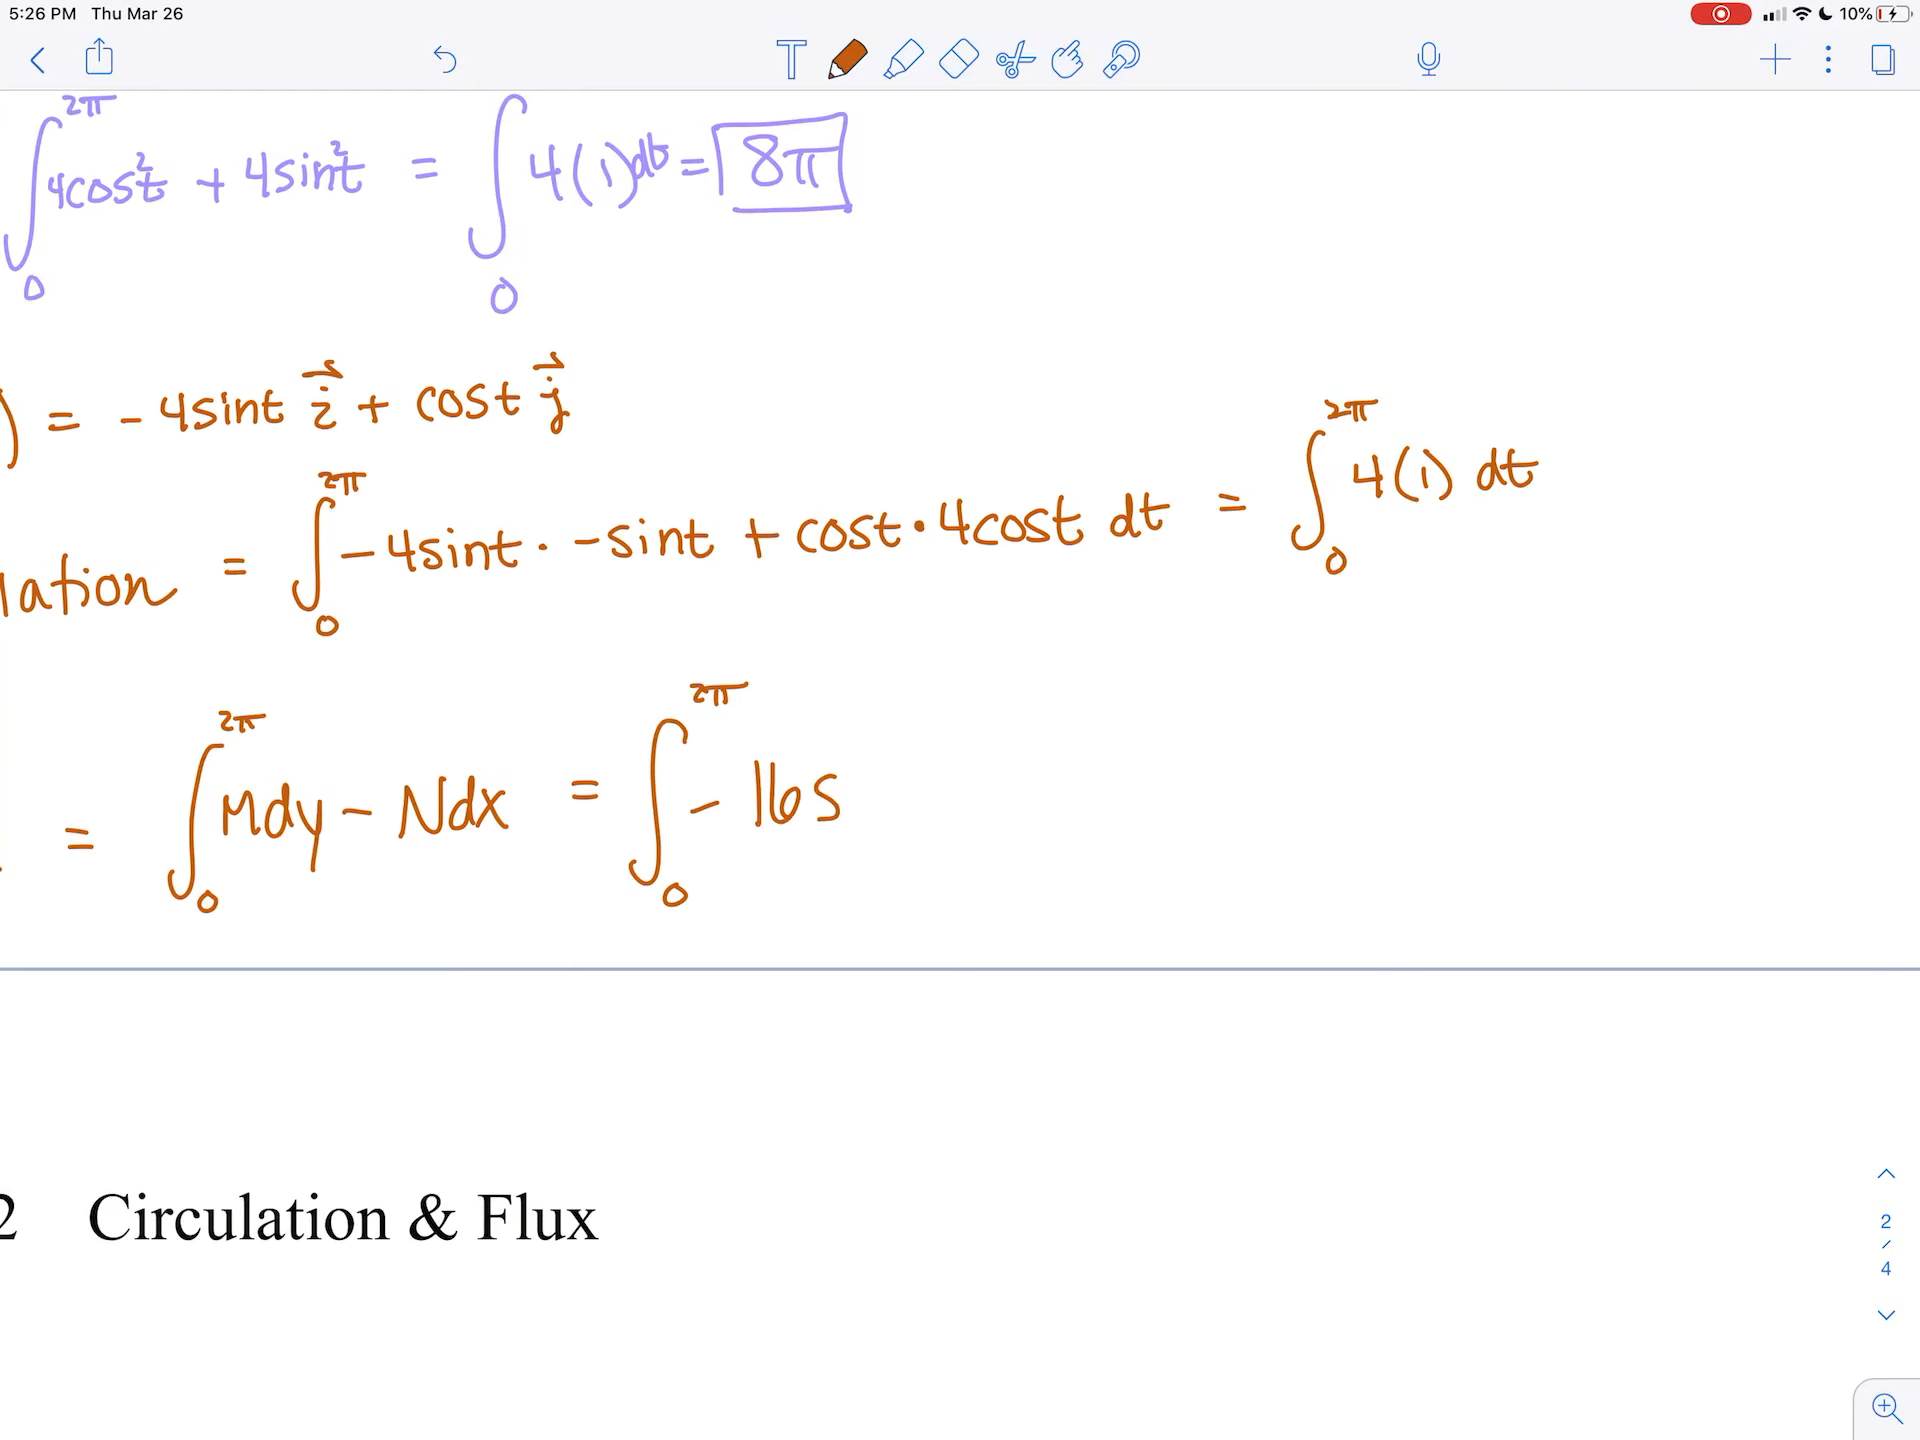 5:26 PM Thu Mar 26 10%
∫₀^2π 4cos²t + 4sin²t = ∫₀ 4(1)dt = 8π
) = -4sint i⃗ + cost j⃗
lation = ∫₀^2π -4sint · -sint + cost · 4cost dt = ∫₀^2π 4(1) dt
= ∫₀^2π Mdy - Ndx = ∫₀^2π - 16s
2 Circulation & Flux
2 / 4